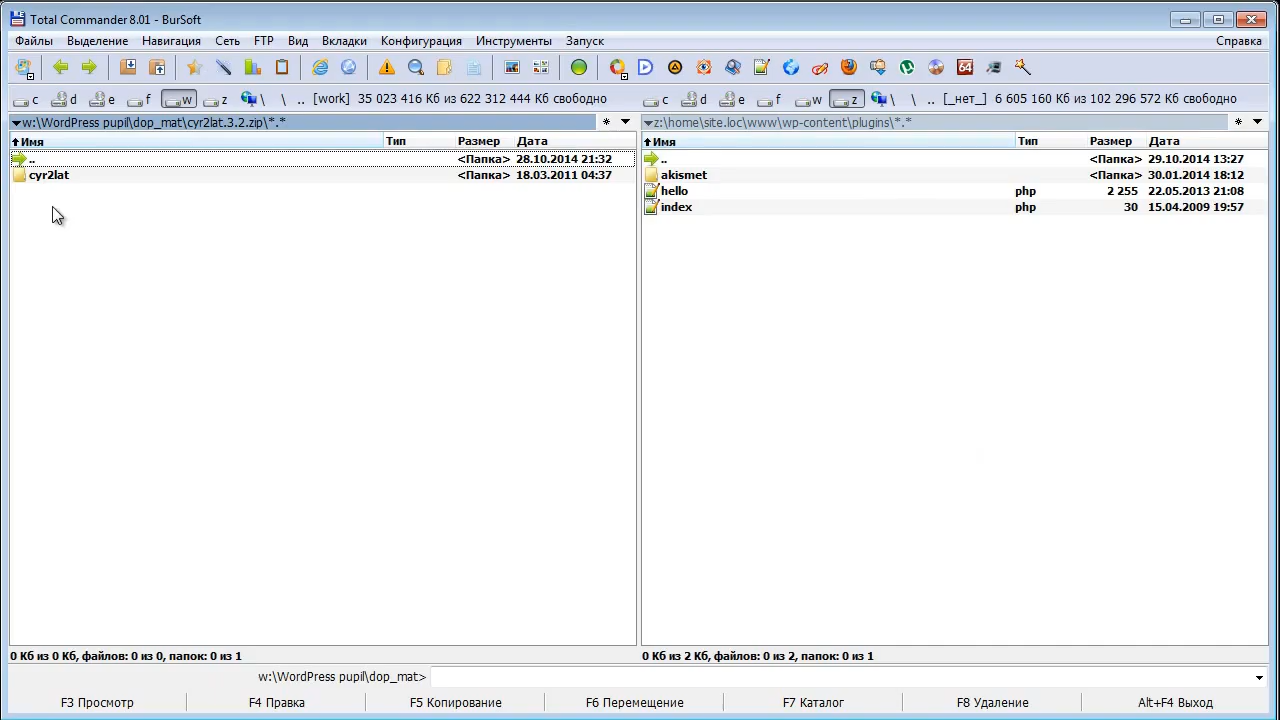 Total Commander 8.01 - BurSoft
Файлы Выделение Навигация Сеть FTP Вид Вкладки Конфигурация Инструменты Запуск Справка
64
c d e f w z \ \ .. [work] 35 023 416 Кб из 622 312 444 Кб свободно
c d e f w z \ \ .. [_нет_] 6 605 160 Кб из 102 296 572 Кб свободно
w:\WordPress pupil\dop_mat\cyr2lat.3.2.zip\*.* * 
Имя Тип Размер Дата
.. <Папка> 28.10.2014 21:32
cyr2lat <Папка> 18.03.2011 04:37
0 Кб из 0 Кб, файлов: 0 из 0, папок: 0 из 1
z:\home\site.loc\www\wp-content\plugins\*.* *
Имя Тип Размер Дата
.. <Папка> 29.10.2014 13:27
akismet <Папка> 30.01.2014 18:12
hello php 2 255 22.05.2013 21:08
index php 30 15.04.2009 19:57
0 Кб из 2 Кб, файлов: 0 из 2, папок: 0 из 1
w:\WordPress pupil\dop_mat>
F3 Просмотр F4 Правка F5 Копирование F6 Перемещение F7 Каталог F8 Удаление Alt+F4 Выход